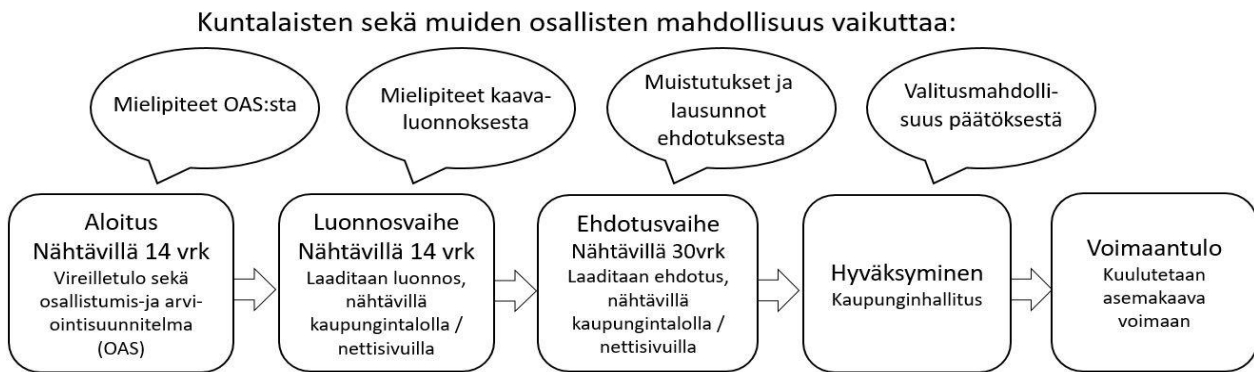 Kuntalaisten sekä muiden osallisten mahdollisuus vaikuttaa:
Mielipiteet OAS:sta
Mielipiteet kaava-
luonnoksesta
Muistutukset ja
lausunnot
ehdotuksesta
Valitusmahdolli-
suus päätöksestä
Aloitus
Nähtävillä 14 vrk
Vireilletulo sekä
osallistumis-ja arvi-
ointisuunnitelma
(OAS)
Luonnosvaihe
Nähtävillä 14 vrk
Laaditaan luonnos,
nähtävillä
kaupungintalolla /
nettisivuilla
Ehdotusvaihe
Nähtävillä 30vrk
Laaditaan ehdotus,
nähtävillä
kaupungintalolla /
nettisivuilla
Hyväksyminen
Kaupunginhallitus
Voimaantulo
Kuulutetaan
asemakaava
voimaan